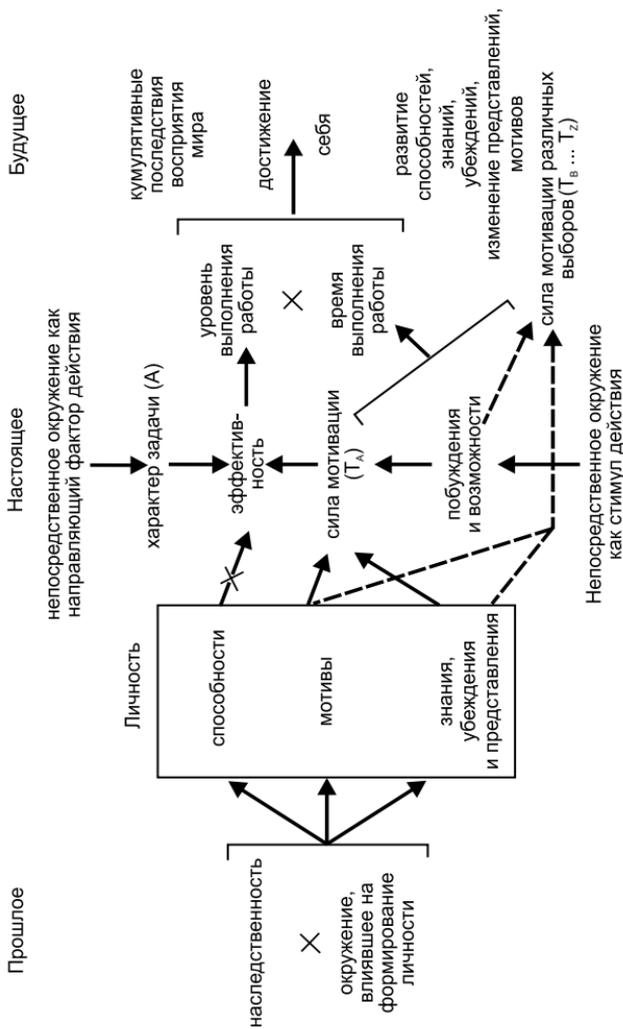 Прошлое
Настоящее
Будущее
наследственность
×
окружение,
влиявшее на
формирование
личности
Личность
способности
мотивы
знания,
убеждения
и представления
непосредственное окружение как
направляющий фактор действия
характер задачи (А)
эффектив-
ность
сила мотивации
(Tᴀ)
побуждения
и возможности
Непосредственное окружение
как стимул действия
уровень
выполнения
работы
×
время
выполнения
работы
кумулятивные
последствия
восприятия
мира
достижение
себя
развитие
способностей,
знаний,
убеждений,
изменение представлений,
мотивов
сила мотивации различных
выборов (Tʙ ... Tᴢ)